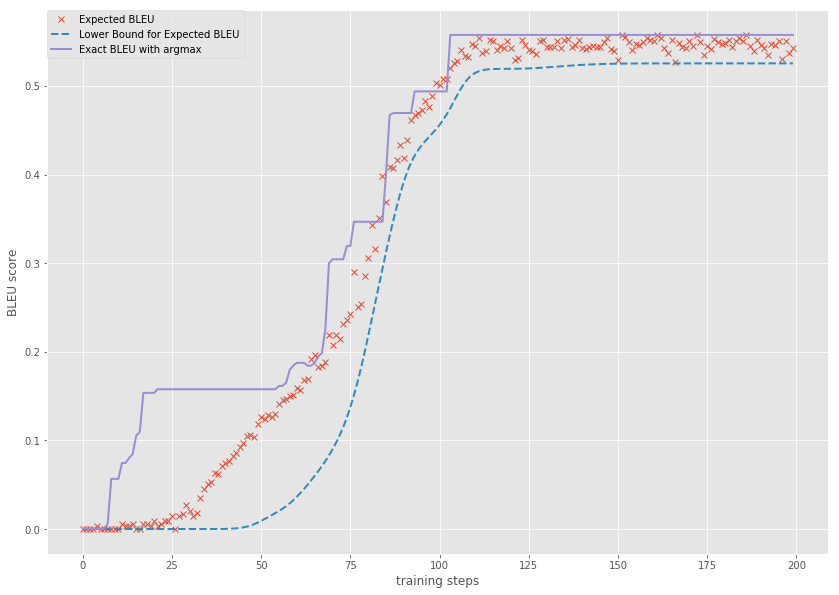 Expected BLEU
Lower Bound for Expected BLEU
Exact BLEU with argmax
BLEU score
0.5
0.4
0.3
0.2
0.1
0.0
0 25 50 75 100 125 150 175 200
training steps